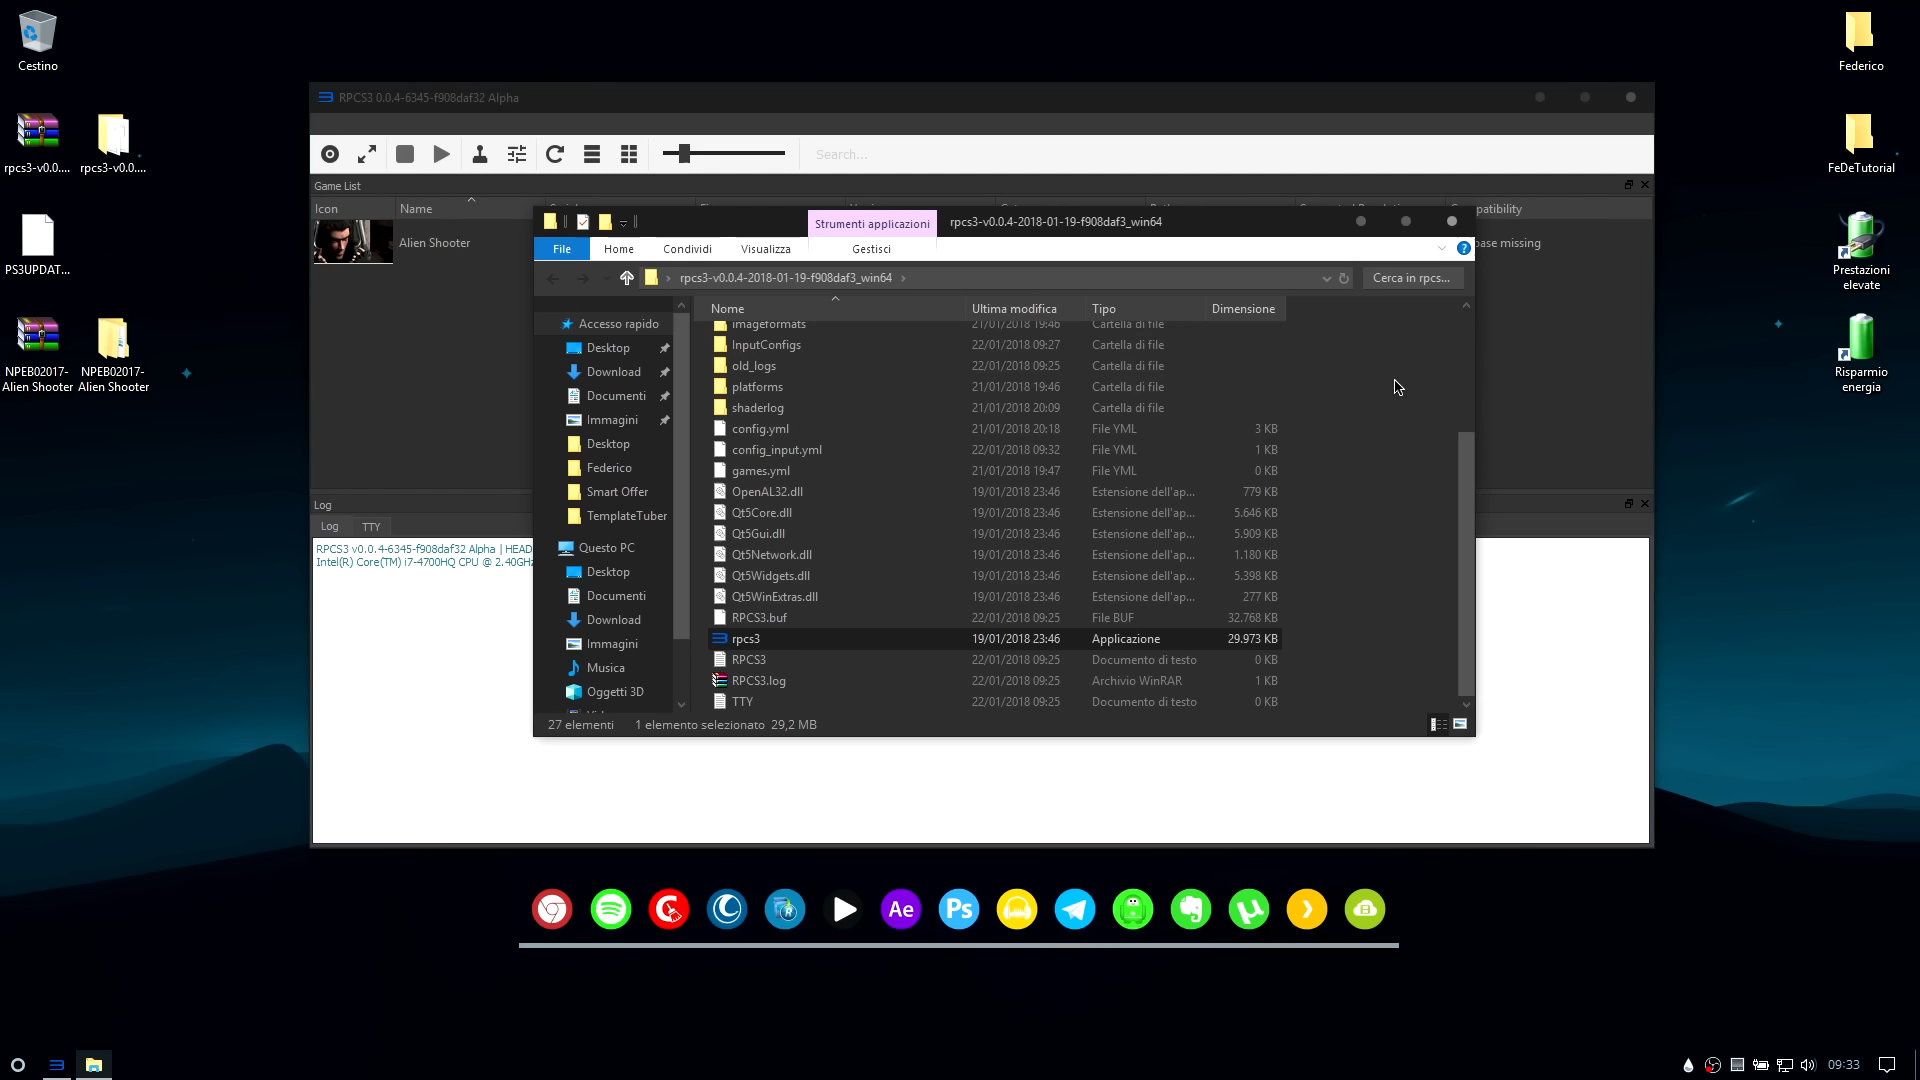 Cestino
rpcs3-v0.0....
rpcs3-v0.0....
PS3UPDAT...
NPEB02017-
Alien Shooter
NPEB02017-
Alien Shooter
Federico
FeDeTutorial
Prestazioni
elevate
Risparmio
energia
RPCS3 0.0.4-6345-f908daf32 Alpha
Search...
Game List
Icon Name
Alien Shooter
patibility
base missing
Log
Log TTY
RPCS3 v0.0.4-6345-f908daf32 Alpha | HEAD
Intel(R) Core(TM) i7-4700HQ CPU @ 2.40GHz
Strumenti applicazioni rpcs3-v0.0.4-2018-01-19-f908daf3_win64
File Home Condividi Visualizza Gestisci
rpcs3-v0.0.4-2018-01-19-f908daf3_win64 Cerca in rpcs...
Accesso rapido
Desktop
Download
Documenti
Immagini
Desktop
Federico
Smart Offer
TemplateTuber
Questo PC
Desktop
Documenti
Download
Immagini
Musica
Oggetti 3D
Nome Ultima modifica Tipo Dimensione
imageformats 21/01/2018 19:46 Cartella di file
InputConfigs 22/01/2018 09:27 Cartella di file
old_logs 22/01/2018 09:25 Cartella di file
platforms 21/01/2018 19:46 Cartella di file
shaderlog 21/01/2018 20:09 Cartella di file
config.yml 21/01/2018 20:18 File YML 3 KB
config_input.yml 22/01/2018 09:32 File YML 1 KB
games.yml 21/01/2018 19:47 File YML 0 KB
OpenAL32.dll 19/01/2018 23:46 Estensione dell'ap... 779 KB
Qt5Core.dll 19/01/2018 23:46 Estensione dell'ap... 5.646 KB
Qt5Gui.dll 19/01/2018 23:46 Estensione dell'ap... 5.909 KB
Qt5Network.dll 19/01/2018 23:46 Estensione dell'ap... 1.180 KB
Qt5Widgets.dll 19/01/2018 23:46 Estensione dell'ap... 5.398 KB
Qt5WinExtras.dll 19/01/2018 23:46 Estensione dell'ap... 277 KB
RPCS3.buf 22/01/2018 09:25 File BUF 32.768 KB
rpcs3 19/01/2018 23:46 Applicazione 29.973 KB
RPCS3 22/01/2018 09:25 Documento di testo 0 KB
RPCS3.log 22/01/2018 09:25 Archivio WinRAR 1 KB
TTY 22/01/2018 09:25 Documento di testo 0 KB
27 elementi 1 elemento selezionato 29,2 MB
Ae Ps
09:33